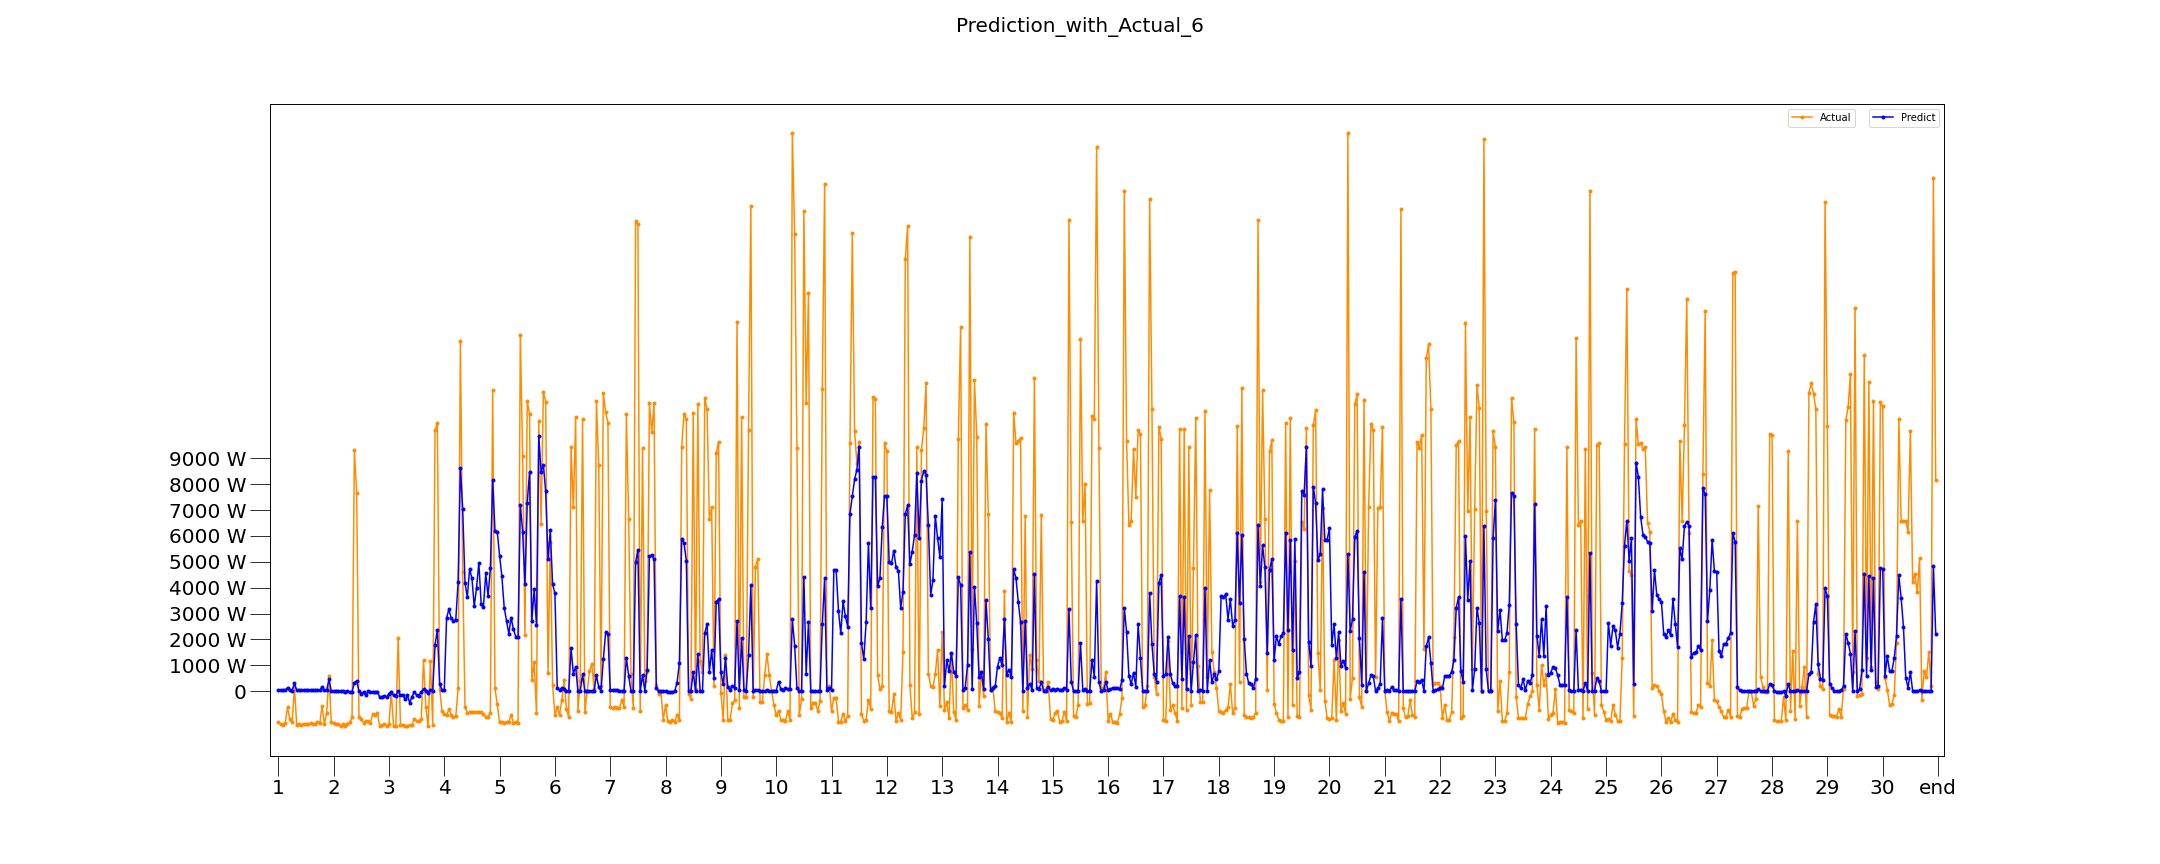 Prediction_with_Actual_6
Actual Predict
9000 W
8000 W
7000 W
6000 W
5000 W
4000 W
3000 W
2000 W
1000 W
0
1 2 3 4 5 6 7 8 9 10 11 12 13 14 15 16 17 18 19 20 21 22 23 24 25 26 27 28 29 30 end